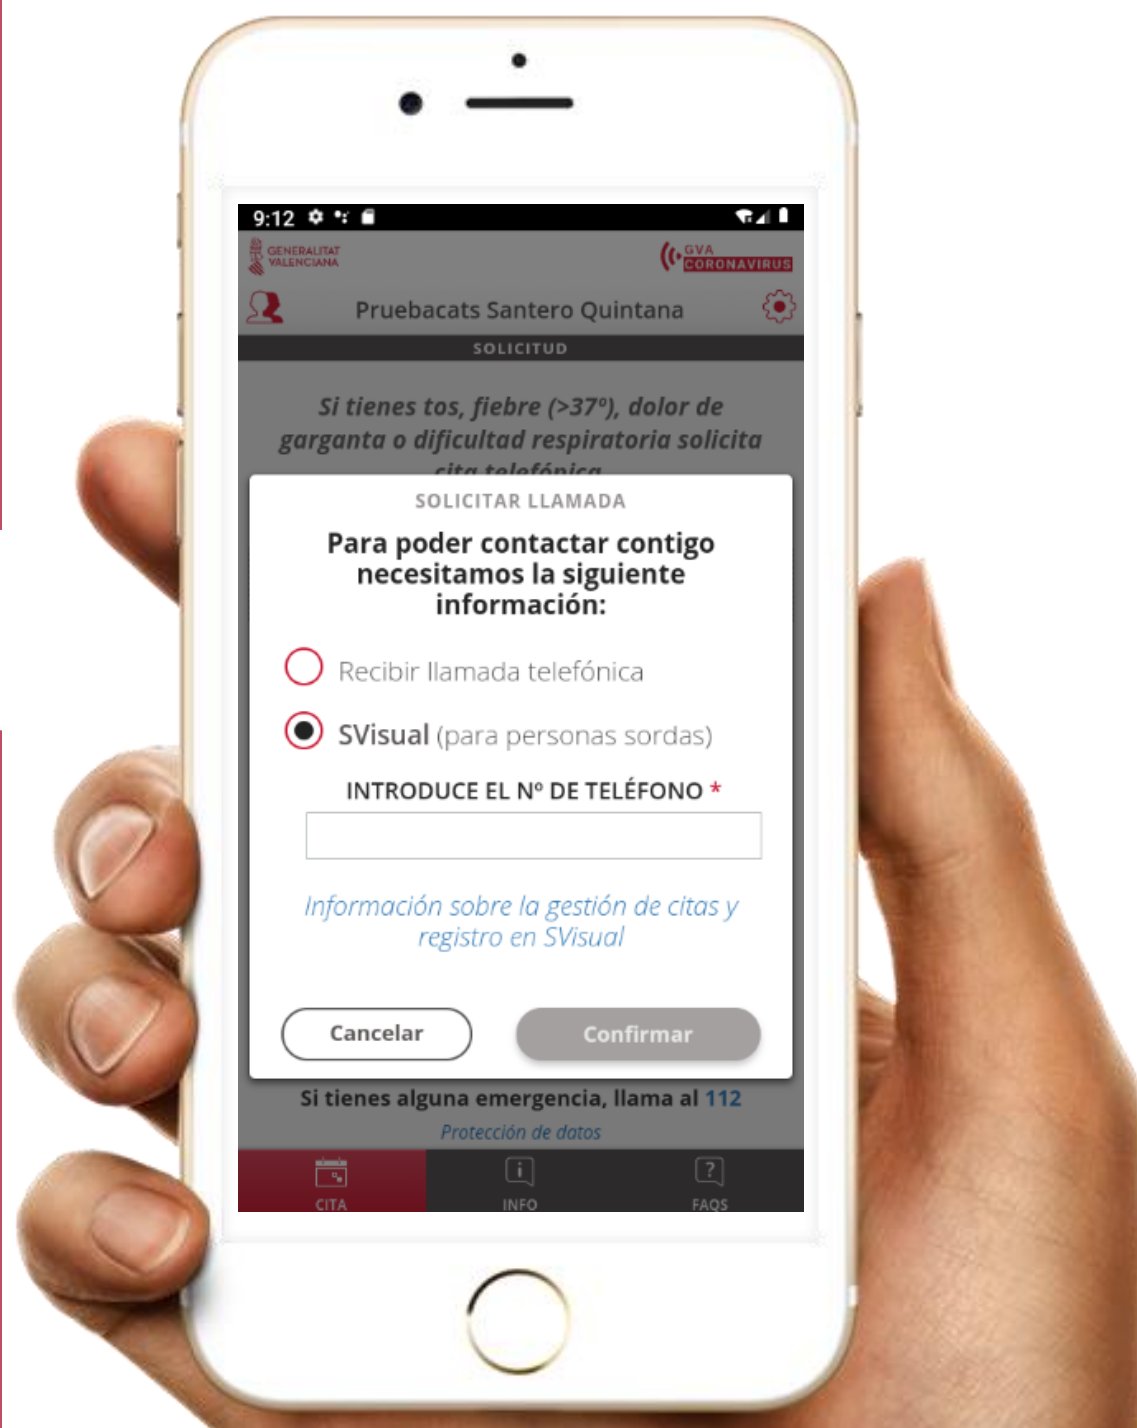 9:12
GENERALITAT
VALENCIANA
GVA
CORONAVIRUS
Pruebacats Santero Quintana
SOLICITUD
Si tienes tos, fiebre (>37º), dolor de
garganta o dificultad respiratoria solicita
cita telefónica
SOLICITAR LLAMADA
Para poder contactar contigo
necesitamos la siguiente
información:
Recibir llamada telefónica
SVisual (para personas sordas)
INTRODUCE EL Nº DE TELÉFONO *
Información sobre la gestión de citas y
registro en SVisual
Cancelar
Confirmar
Si tienes alguna emergencia, llama al 112
Protección de datos
CITA
INFO
FAQS